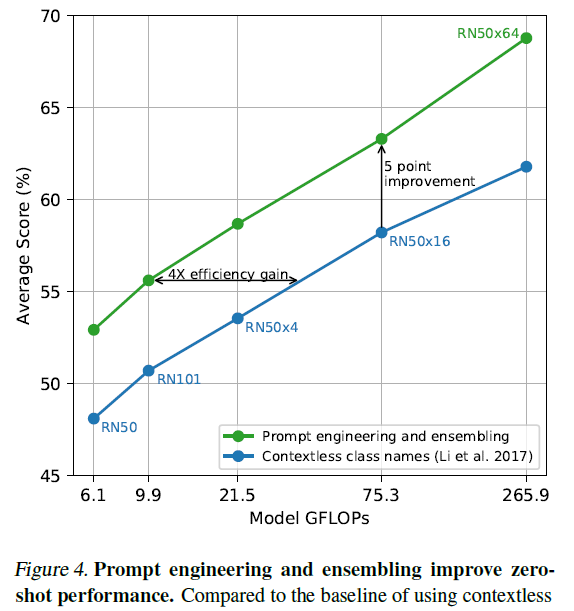 70
65
60
55
50
45
Average Score (%)
RN50x64
5 point
improvement
RN50x16
4X efficiency gain
RN50x4
RN101
RN50
Prompt engineering and ensembling
Contextless class names (Li et al. 2017)
6.1 9.9 21.5 75.3 265.9
Model GFLOPs
Figure 4. Prompt engineering and ensembling improve zero-
shot performance. Compared to the baseline of using contextless